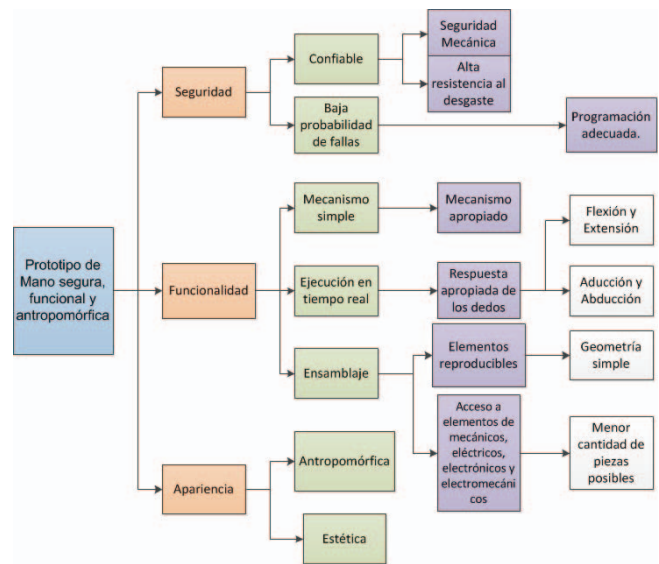 Prototipo de
Mano segura,
funcional y
antropomórfica
Seguridad
Confiable
Seguridad
Mecánica
Alta
resistencia al
desgaste
Baja
probabilidad
de fallas
Programación
adecuada.
Funcionalidad
Mecanismo
simple
Mecanismo
apropiado
Ejecución en
tiempo real
Respuesta
apropiada de
los dedos
Flexión y
Extensión
Aducción y
Abducción
Ensamblaje
Elementos
reproducibles
Geometría
simple
Acceso a
elementos de
mecánicos,
eléctricos,
electrónicos y
electromecáni
cos
Menor
cantidad de
piezas
posibles
Apariencia
Antropomórfica
Estética